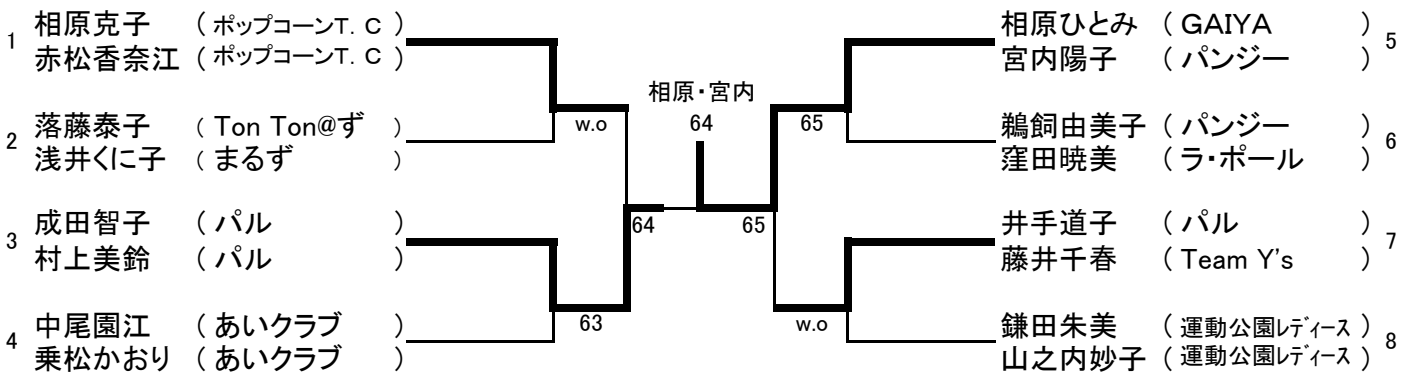 1 相原克子 ( ポップコーンT. C )
赤松香奈江 ( ポップコーンT. C )
2 落藤泰子 ( Ton Ton@ず )
浅井くに子 ( まるず )
3 成田智子 ( パル )
村上美鈴 ( パル )
4 中尾園江 ( あいクラブ )
乗松かおり ( あいクラブ )
w.o
63
64
相原・宮内
64
65
65
w.o
相原ひとみ ( GAIYA ) 5
宮内陽子 ( パンジー )
鵜飼由美子 ( パンジー ) 6
窪田暁美 ( ラ・ポール )
井手道子 ( パル ) 7
藤井千春 ( Team Y's )
鎌田朱美 ( 運動公園レディース ) 8
山之内妙子 ( 運動公園レディース )